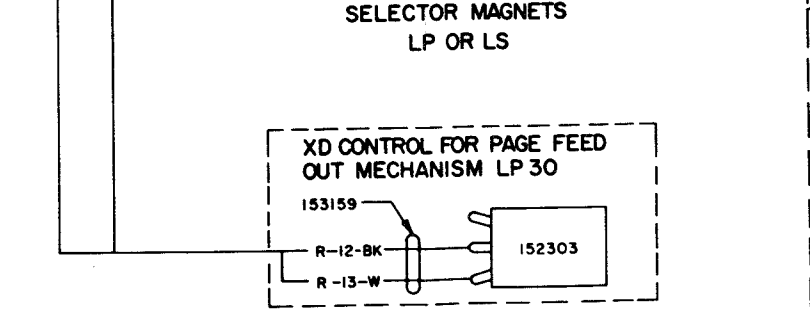 SELECTOR MAGNETS
LP OR LS
XD CONTROL FOR PAGE FEED
OUT MECHANISM LP 30
153159
R-12-BK
152303
R-13-W